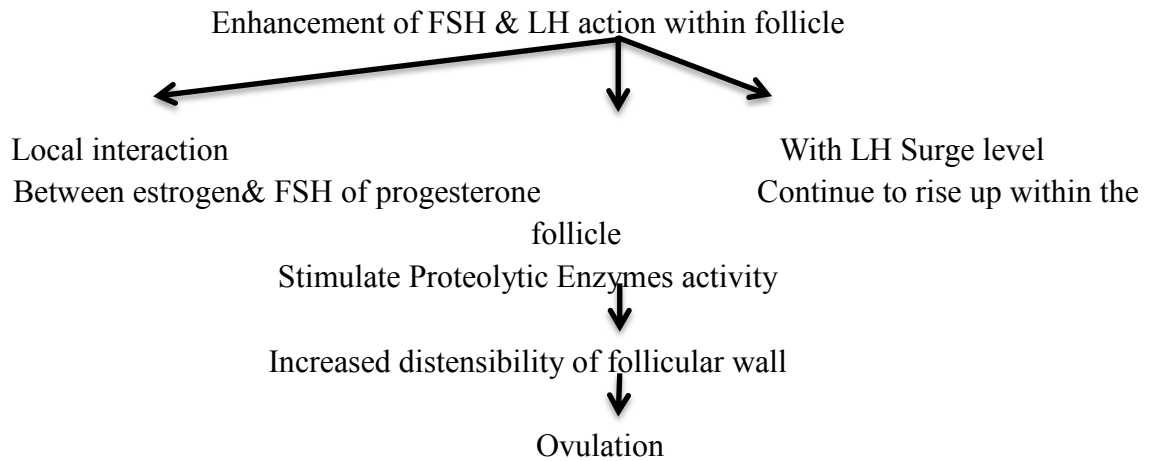 Enhancement of FSH & LH action within follicle
Local interaction With LH Surge level
Between estrogen& FSH of progesterone Continue to rise up within the
follicle
Stimulate Proteolytic Enzymes activity
Increased distensibility of follicular wall
Ovulation